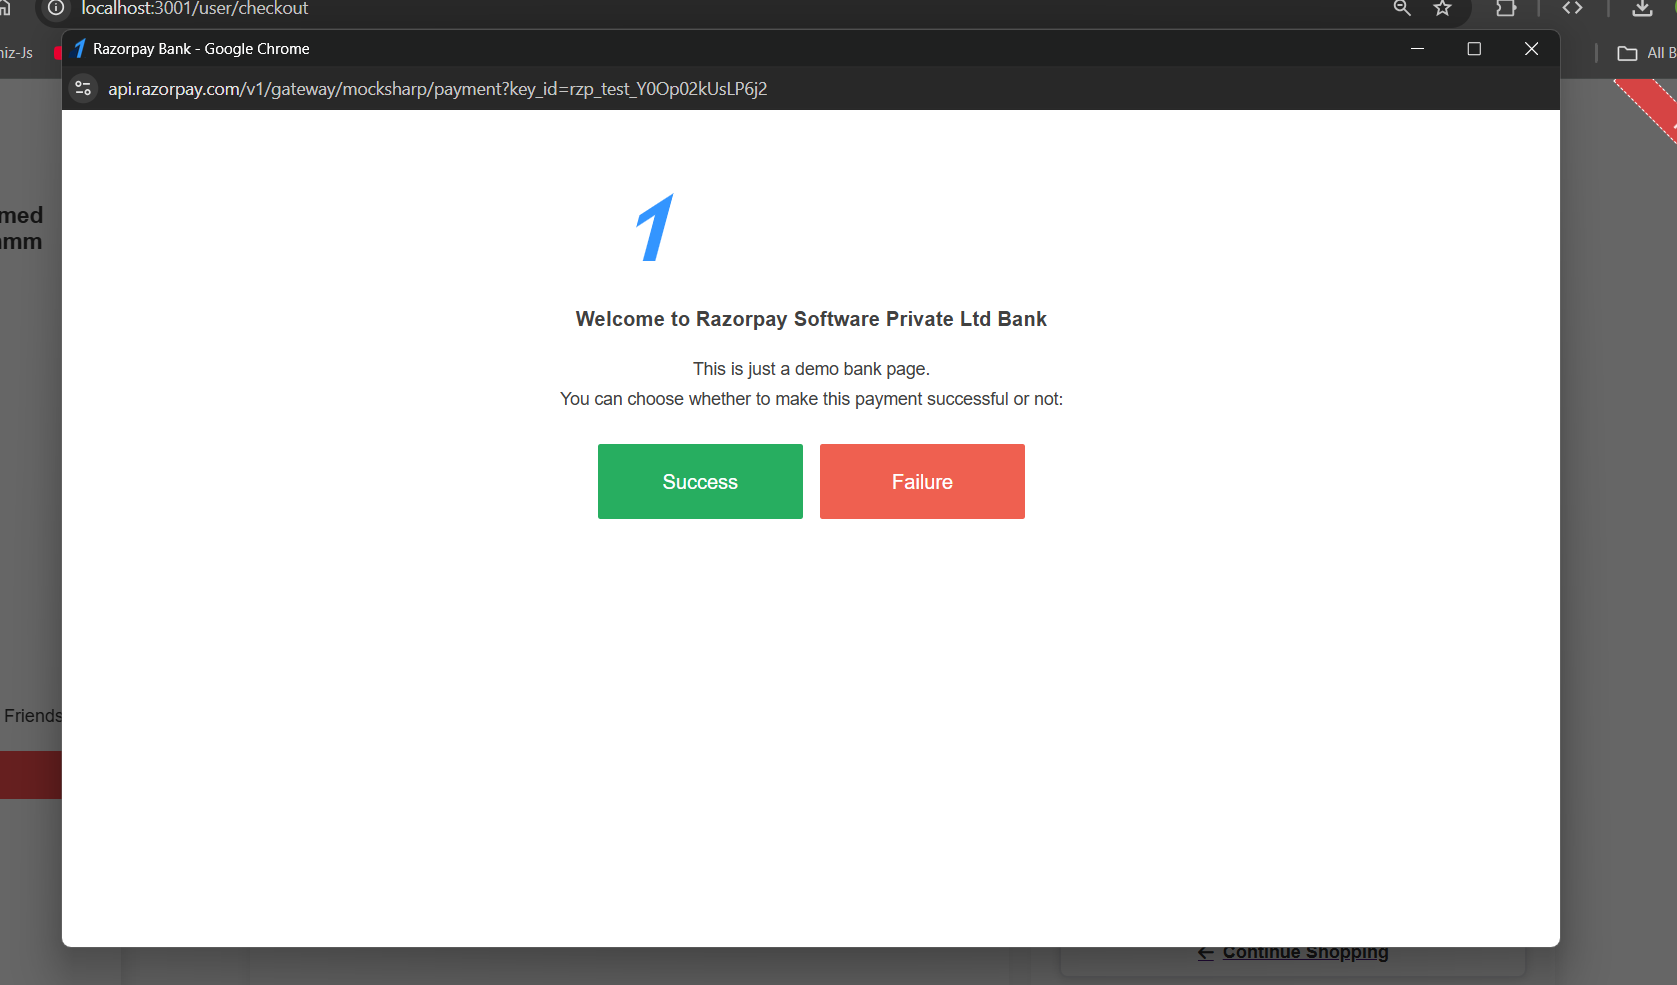 localhost:3001/user/checkout
niz-Js
All B
Razorpay Bank - Google Chrome
api.razorpay.com/v1/gateway/mocksharp/payment?key_id=rzp_test_Y0Op02kUsLP6j2
med
mm
Welcome to Razorpay Software Private Ltd Bank
This is just a demo bank page.
You can choose whether to make this payment successful or not:
Success Failure
Friends
Continue Shopping